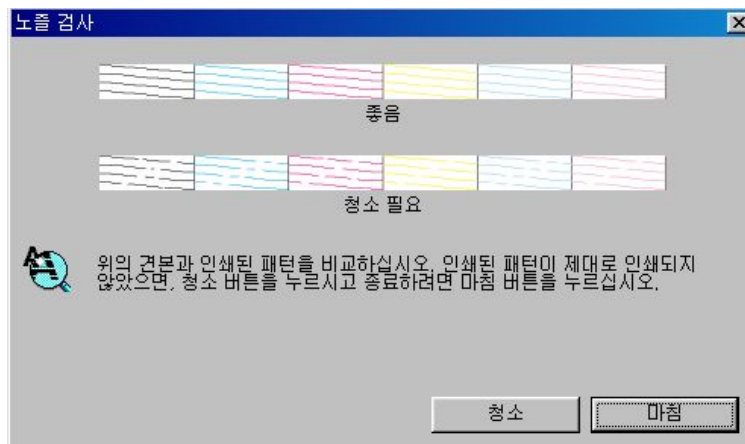 노즐 검사
좋음
청소 필요
위의 견본과 인쇄된 패턴을 비교하십시오. 인쇄된 패턴이 제대로 인쇄되지
않았으면, 청소 버튼을 누르시고 종료하려면 마침 버튼을 누르십시오.
청소 마침